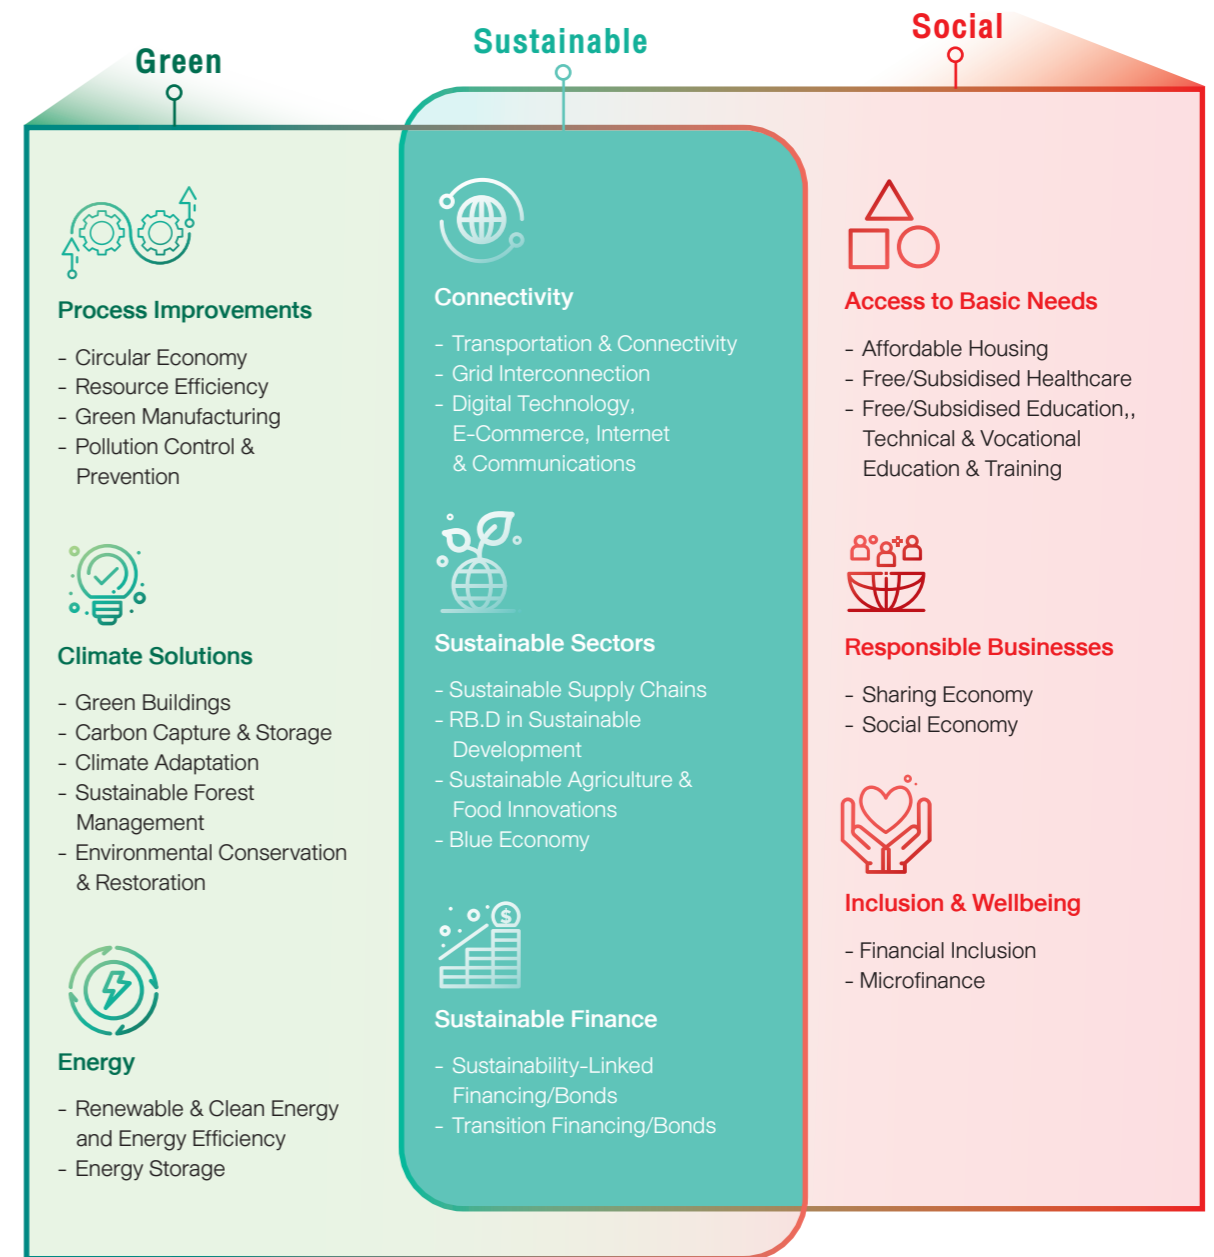 Green
Process Improvements
- Circular Economy
- Resource Efficiency
- Green Manufacturing
- Pollution Control &
Prevention
Climate Solutions
- Green Buildings
- Carbon Capture & Storage
- Climate Adaptation
- Sustainable Forest
Management
- Environmental Conservation
& Restoration
Energy
- Renewable & Clean Energy
and Energy Efficiency
- Energy Storage
Sustainable
Connectivity
- Transportation & Connectivity
- Grid Interconnection
- Digital Technology,
E-Commerce, Internet
& Communications
Sustainable Sectors
- Sustainable Supply Chains
- RB.D in Sustainable
Development
- Sustainable Agriculture &
Food Innovations
- Blue Economy
$
Sustainable Finance
- Sustainability-Linked
Financing/Bonds
- Transition Financing/Bonds
Social
Access to Basic Needs
- Affordable Housing
- Free/Subsidised Healthcare
- Free/Subsidised Education,,
Technical & Vocational
Education & Training
Responsible Businesses
- Sharing Economy
- Social Economy
Inclusion & Wellbeing
- Financial Inclusion
- Microfinance